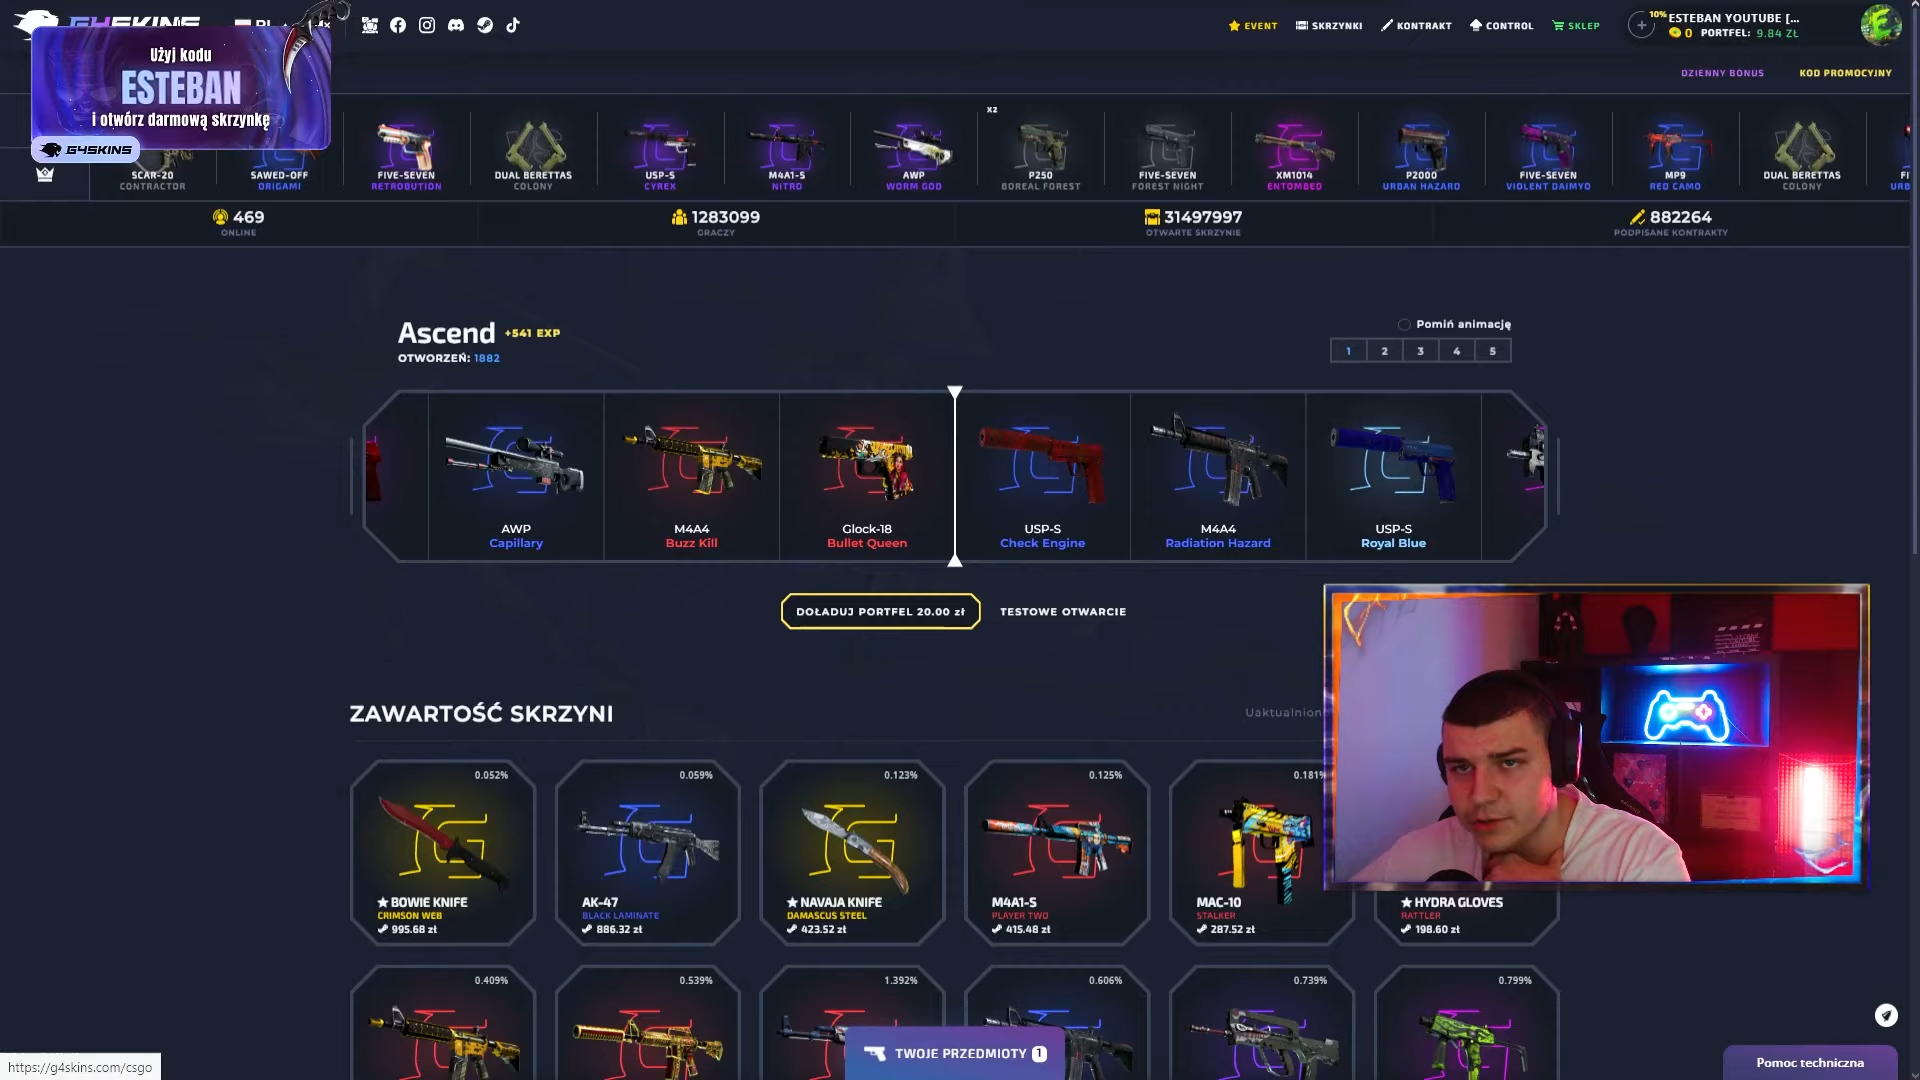 G4SKINS
PL
EVENT
SKRZYNKI
KONTRAKT
CONTROL
SKLEP
10%
ESTEBAN YOUTUBE [...
0 PORTFEL: 9.84 ZŁ
Użyj kodu
ESTEBAN
i otwórz darmową skrzynkę
G4SKINS
DZIENNY BONUS
KOD PROMOCYJNY
X2
SCAR-20
CONTRACTOR
SAWED-OFF
ORIGAMI
FIVE-SEVEN
RETROBUTION
DUAL BERETTAS
COLONY
USP-S
CYREX
M4A1-S
NITRO
AWP
WORM GOD
P250
BOREAL FOREST
FIVE-SEVEN
FOREST NIGHT
XM1014
ENTOMBED
P2000
URBAN HAZARD
FIVE-SEVEN
VIOLENT DAIMYO
MP9
RED CAMO
DUAL BERETTAS
COLONY
469
ONLINE
1283099
GRACZY
31497997
OTWARTE SKRZYNIE
882264
PODPISANE KONTRAKTY
Ascend +541 EXP
OTWORZEŃ: 1882
Pomiń animację
1 2 3 4 5
AWP
Capillary
M4A4
Buzz Kill
Glock-18
Bullet Queen
USP-S
Check Engine
M4A4
Radiation Hazard
USP-S
Royal Blue
DOŁADUJ PORTFEL 20.00 zł
TESTOWE OTWARCIE
ZAWARTOŚĆ SKRZYNI
Uaktualnion
0.052%
★ BOWIE KNIFE
CRIMSON WEB
995.68 zł
0.059%
AK-47
BLACK LAMINATE
886.32 zł
0.123%
★ NAVAJA KNIFE
DAMASCUS STEEL
423.52 zł
0.125%
M4A1-S
PLAYER TWO
415.48 zł
0.181%
MAC-10
STALKER
287.52 zł
★ HYDRA GLOVES
RATTLER
198.60 zł
0.409%
0.539%
1.392%
0.606%
0.739%
0.799%
TWOJE PRZEDMIOTY 1
Pomoc techniczna
https://g4skins.com/csgo